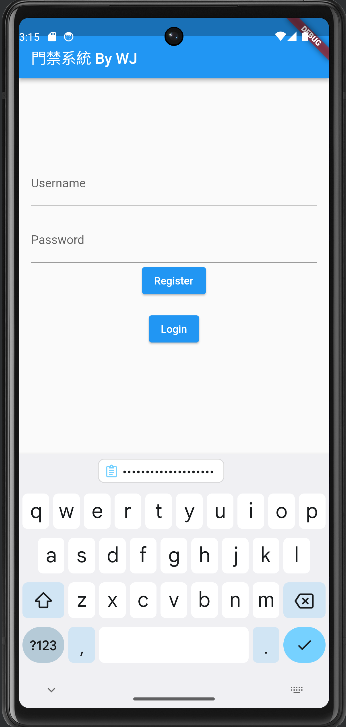 3:15
DEBUG
門禁系統 By WJ
Username
Password
Register
Login
q w e r t y u i o p
a s d f g h j k l
z x c v b n m
?123 , .